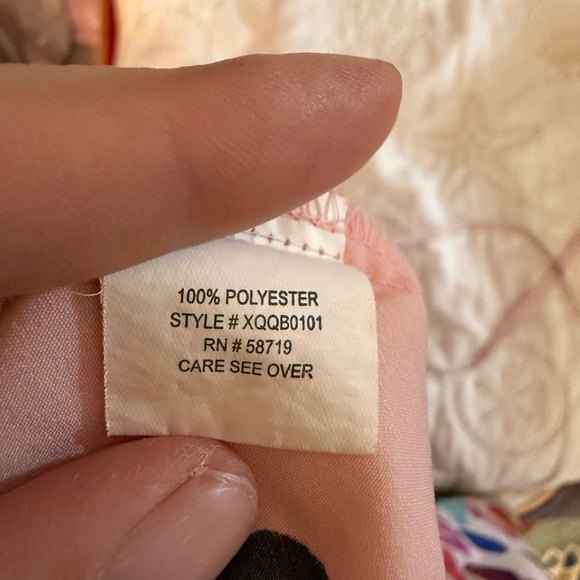 100% POLYESTER
STYLE # XQQB0101
RN # 58719
CARE SEE OVER